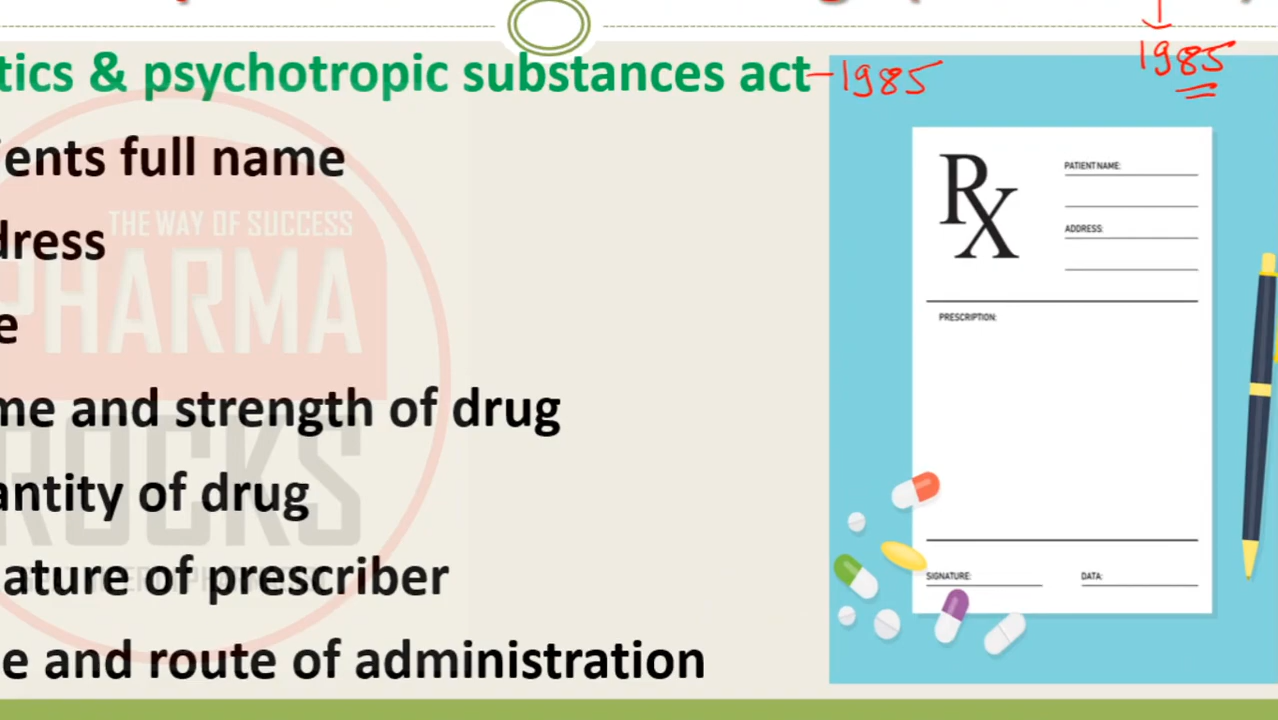 1985
tics & psychotropic substances act - 1985
ients full name
dress
e
me and strength of drug
antity of drug
ature of prescriber
e and route of administration
THE WAY OF SUCCESS
PHARMA
ROCKS
Rx
PATIENT NAME:
ADDRESS:
PRESCRIPTION:
SIGNATURE:
DATA: